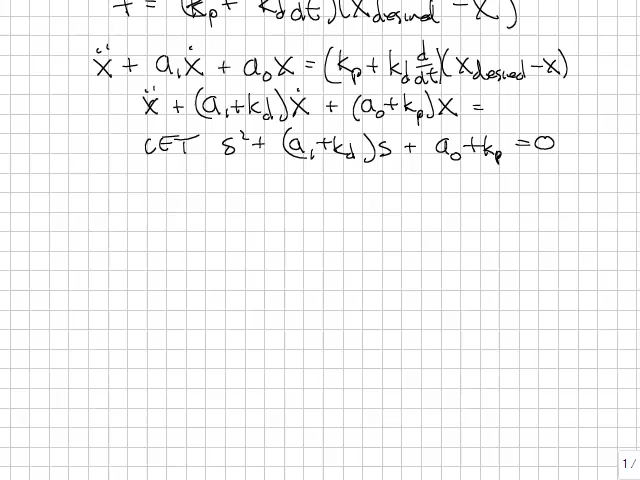 f = (kp + kd d/dt)(xdesired - x)
ẍ + a₁ẋ + a₀x = (kp + kd d/dt)(xdesired - x)
ẍ + (a₁+kd)ẋ + (a₀+kp)x =
CET s² + (a₁+kd)s + a₀+kp = 0
1/